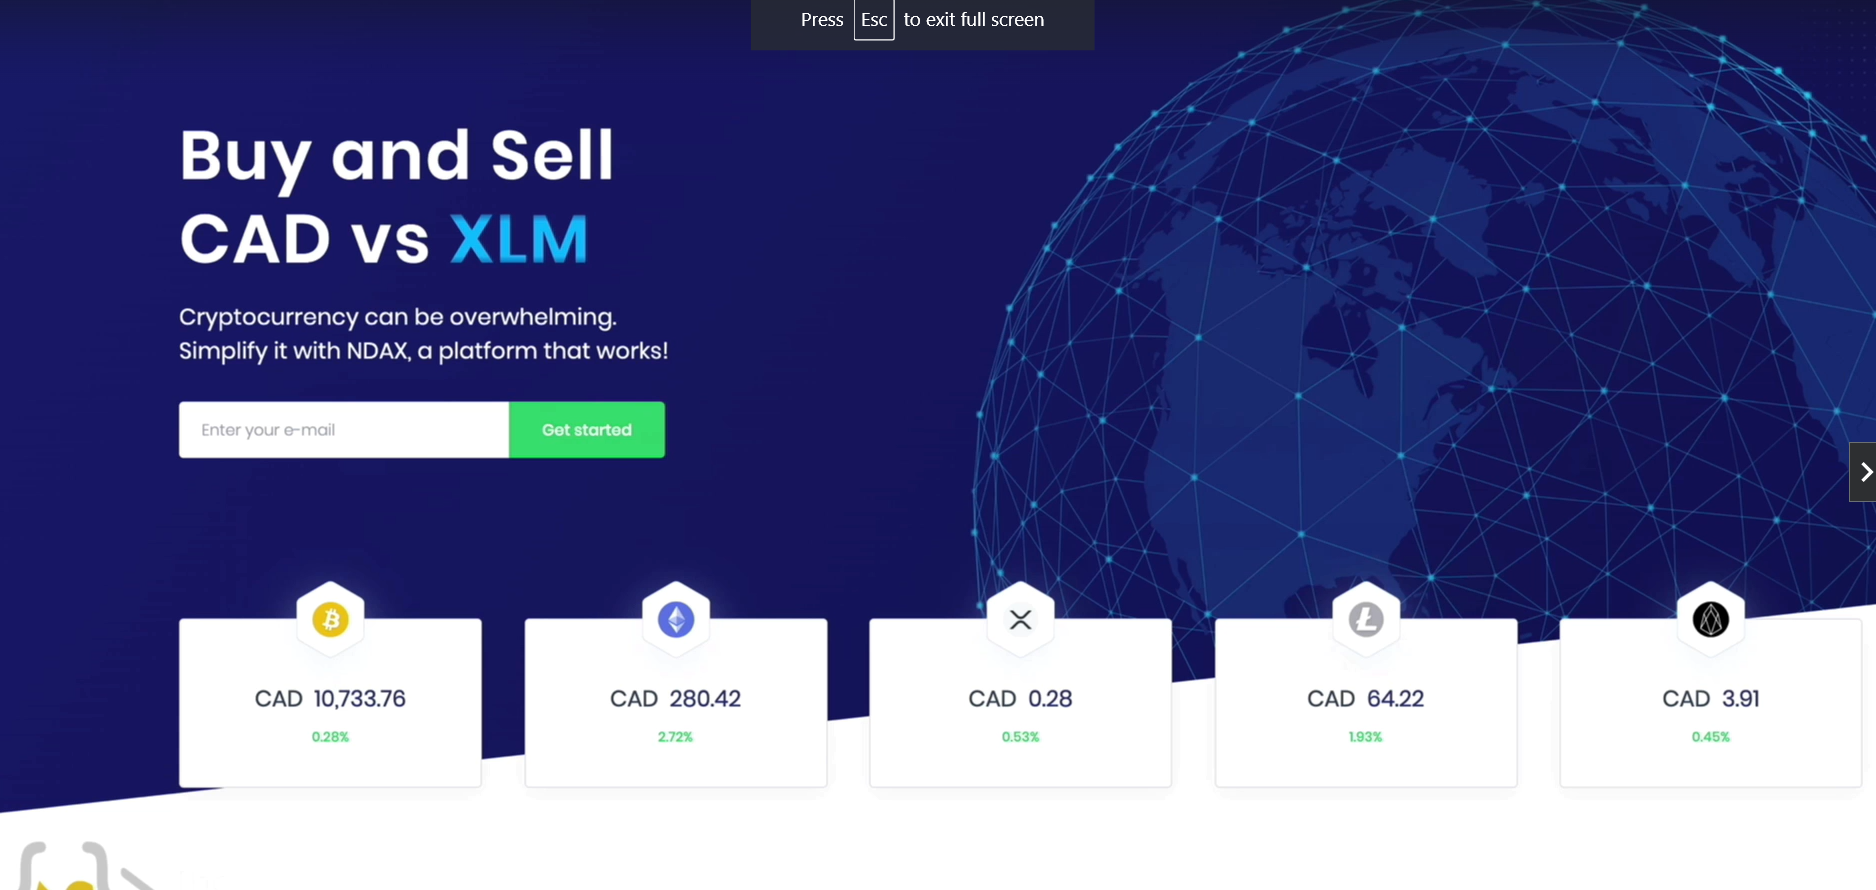 Press Esc to exit full screen
Buy and Sell
CAD vs XLM
Cryptocurrency can be overwhelming.
Simplify it with NDAX, a platform that works!
Enter your e-mail
Get started
CAD 10,733.76
0.28%
CAD 280.42
2.72%
CAD 0.28
0.53%
CAD 64.22
1.93%
CAD 3.91
0.45%